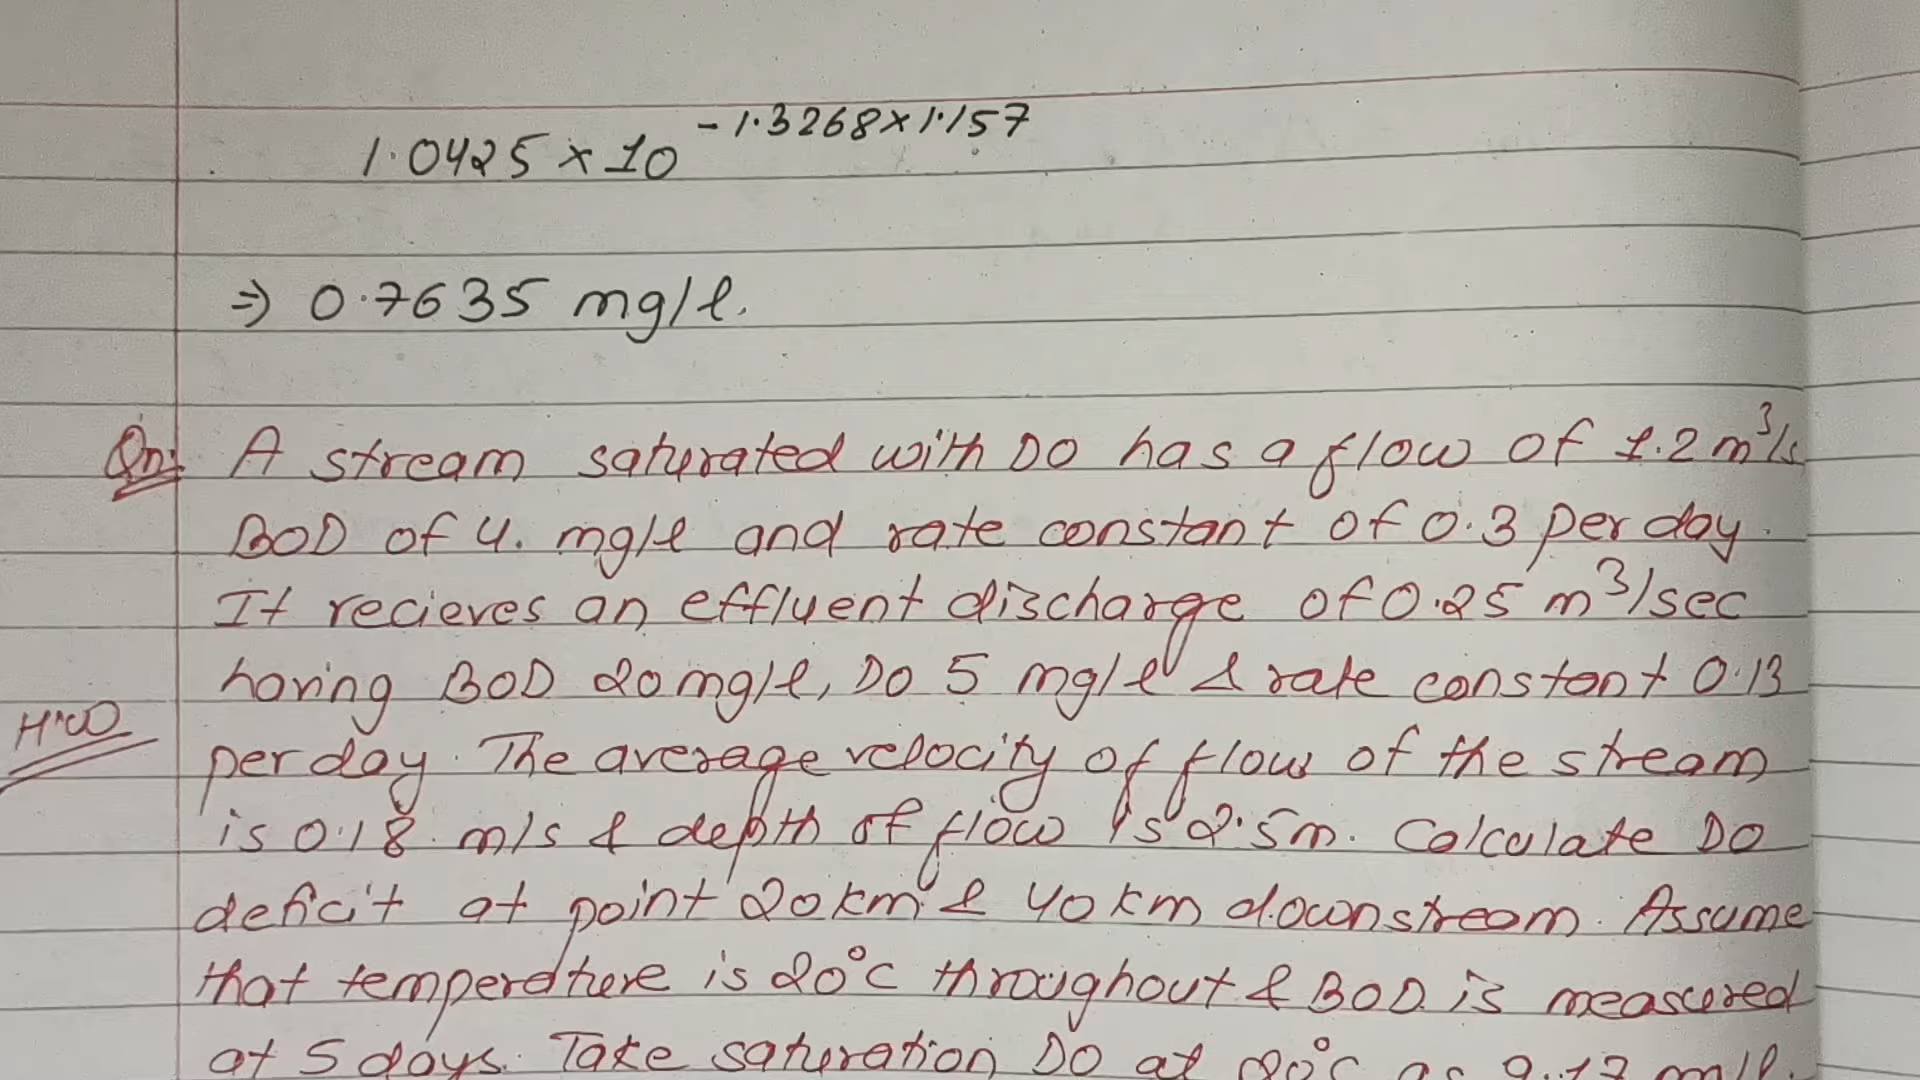 1.0425 × 10^-1.3268×1.157
⇒ 0.7635 mg/l.
Qn: A stream saturated with DO has a flow of 1.2 m³/s
BOD of 4. mg/l and rate constant of 0.3 per day.
It recieves an effluent discharge of 0.25 m³/sec
having BOD 20 mg/l, DO 5 mg/l & rate constant 0.13
H.W
per day. The average velocity of flow of the stream
is 0.18 m/s & depth of flow is 2.5m. Calculate DO
deficit at point 20 km & 40 km downstream. Assume
that temperature is 20°C throughout & BOD is measured
at 5 days. Take saturation DO at 20°C as 9.17 m/l.